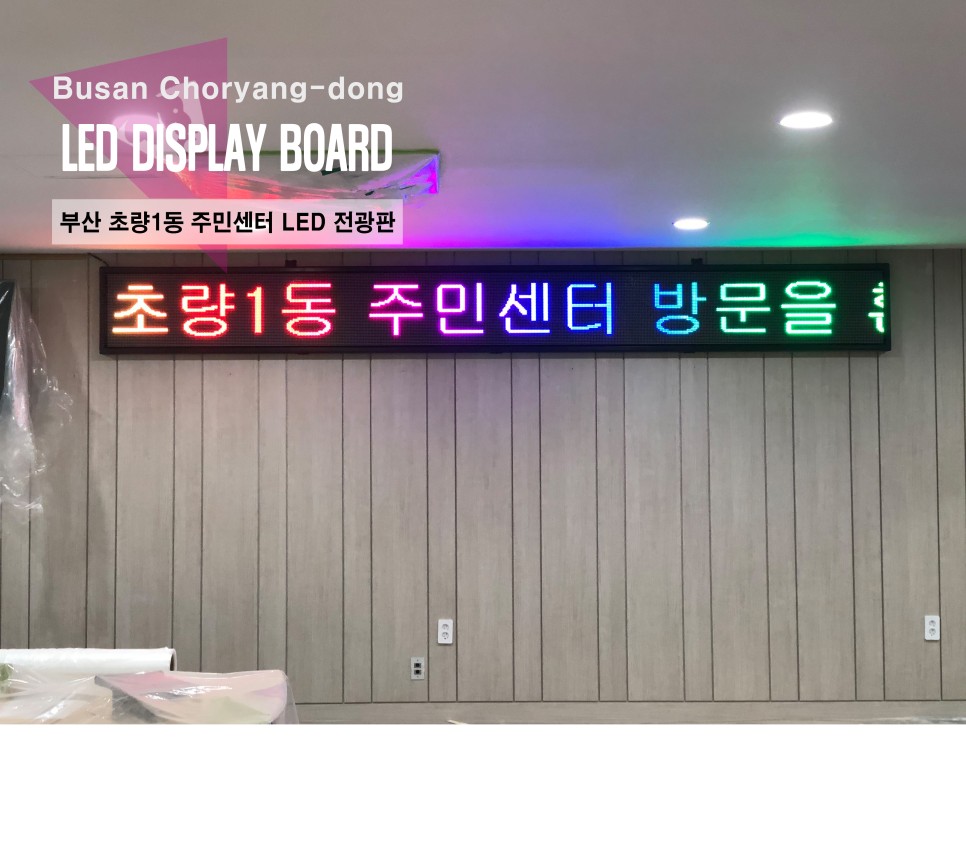 Busan Choryang-dong
LED DISPLAY BOARD
부산 초량1동 주민센터 LED 전광판
초량1동 주민센터 방문을